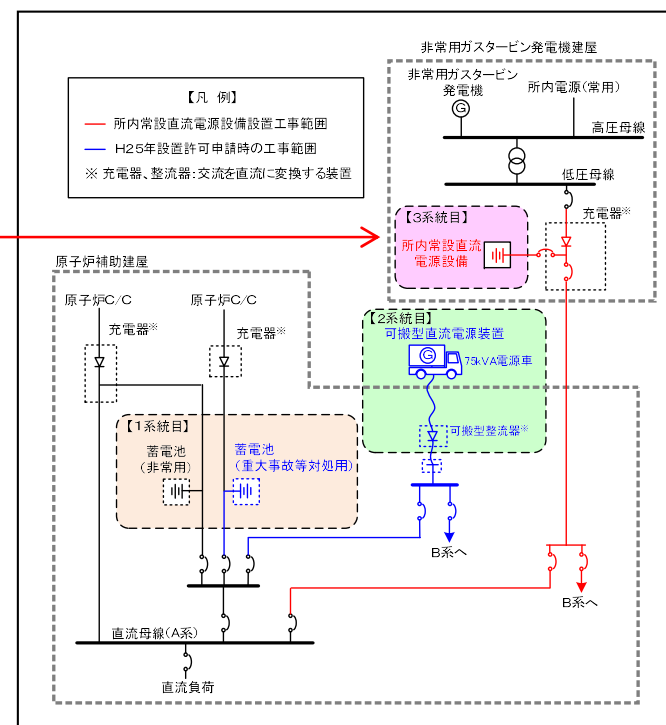 非常用ガスタービン発電機建屋
非常用ガスタービン
発電機
所内電源(常用)
G
高圧母線
低圧母線
【凡 例】
所内常設直流電源設備設置工事範囲
H25年設置許可申請時の工事範囲
※ 充電器、整流器:交流を直流に変換する装置
充電器※
【3系統目】
所内常設直流
電源設備
原子炉補助建屋
原子炉C/C
原子炉C/C
充電器※
充電器※
【2系統目】
可搬型直流電源装置
G
75kVA電源車
可搬型整流器※
【1系統目】
蓄電池
(非常用)
蓄電池
(重大事故等対処用)
B系へ
B系へ
直流母線(A系)
直流負荷